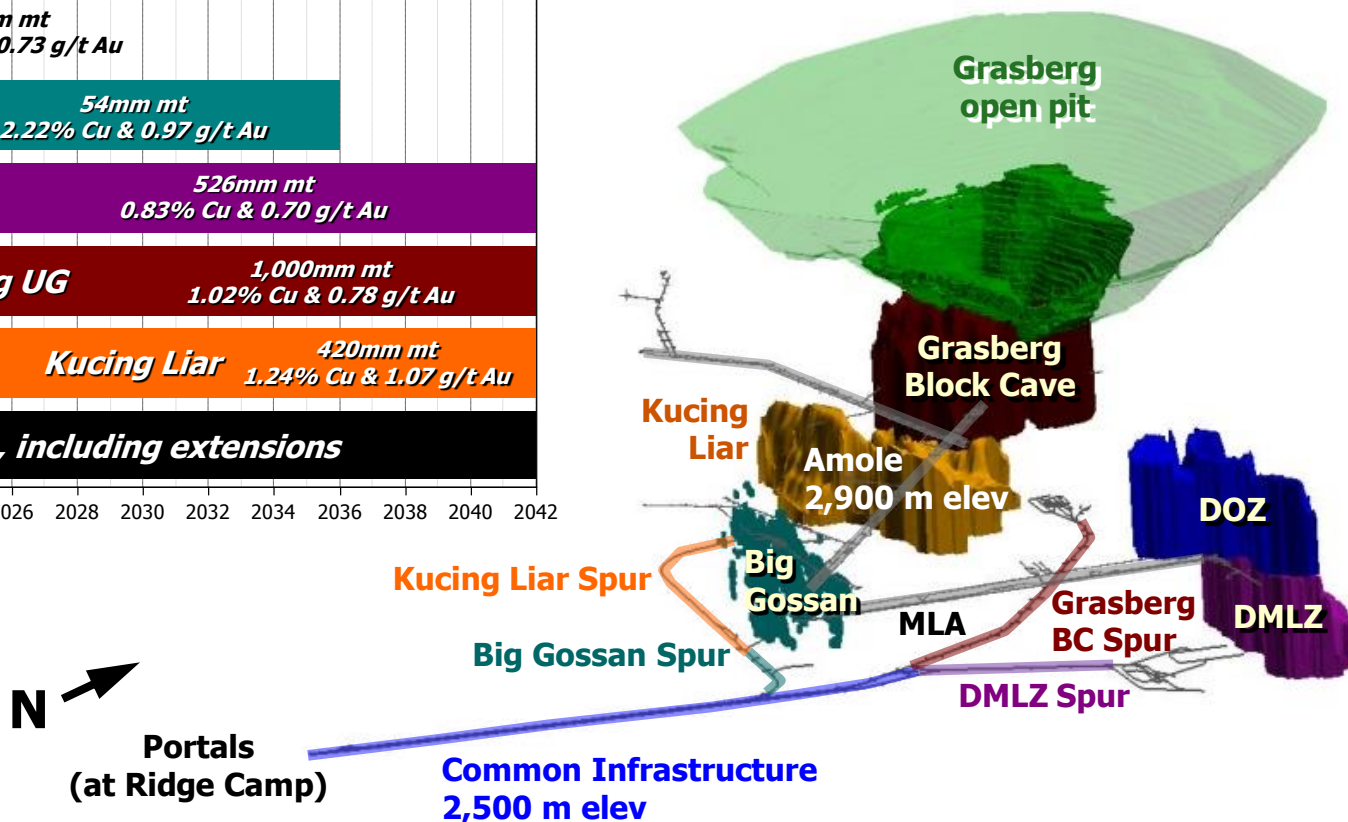 m mt
0.73 g/t Au
54mm mt
2.22% Cu & 0.97 g/t Au
526mm mt
0.83% Cu & 0.70 g/t Au
g UG
1,000mm mt
1.02% Cu & 0.78 g/t Au
Kucing Liar
420mm mt
1.24% Cu & 1.07 g/t Au
, including extensions
026 2028 2030 2032 2034 2036 2038 2040 2042
Grasberg
open pit
Grasberg
Block Cave
Kucing
Liar
Amole
2,900 m elev
DOZ
Big
Gossan
Kucing Liar Spur
MLA
Grasberg
BC Spur
DMLZ
Big Gossan Spur
DMLZ Spur
N
Portals
(at Ridge Camp)
Common Infrastructure
2,500 m elev